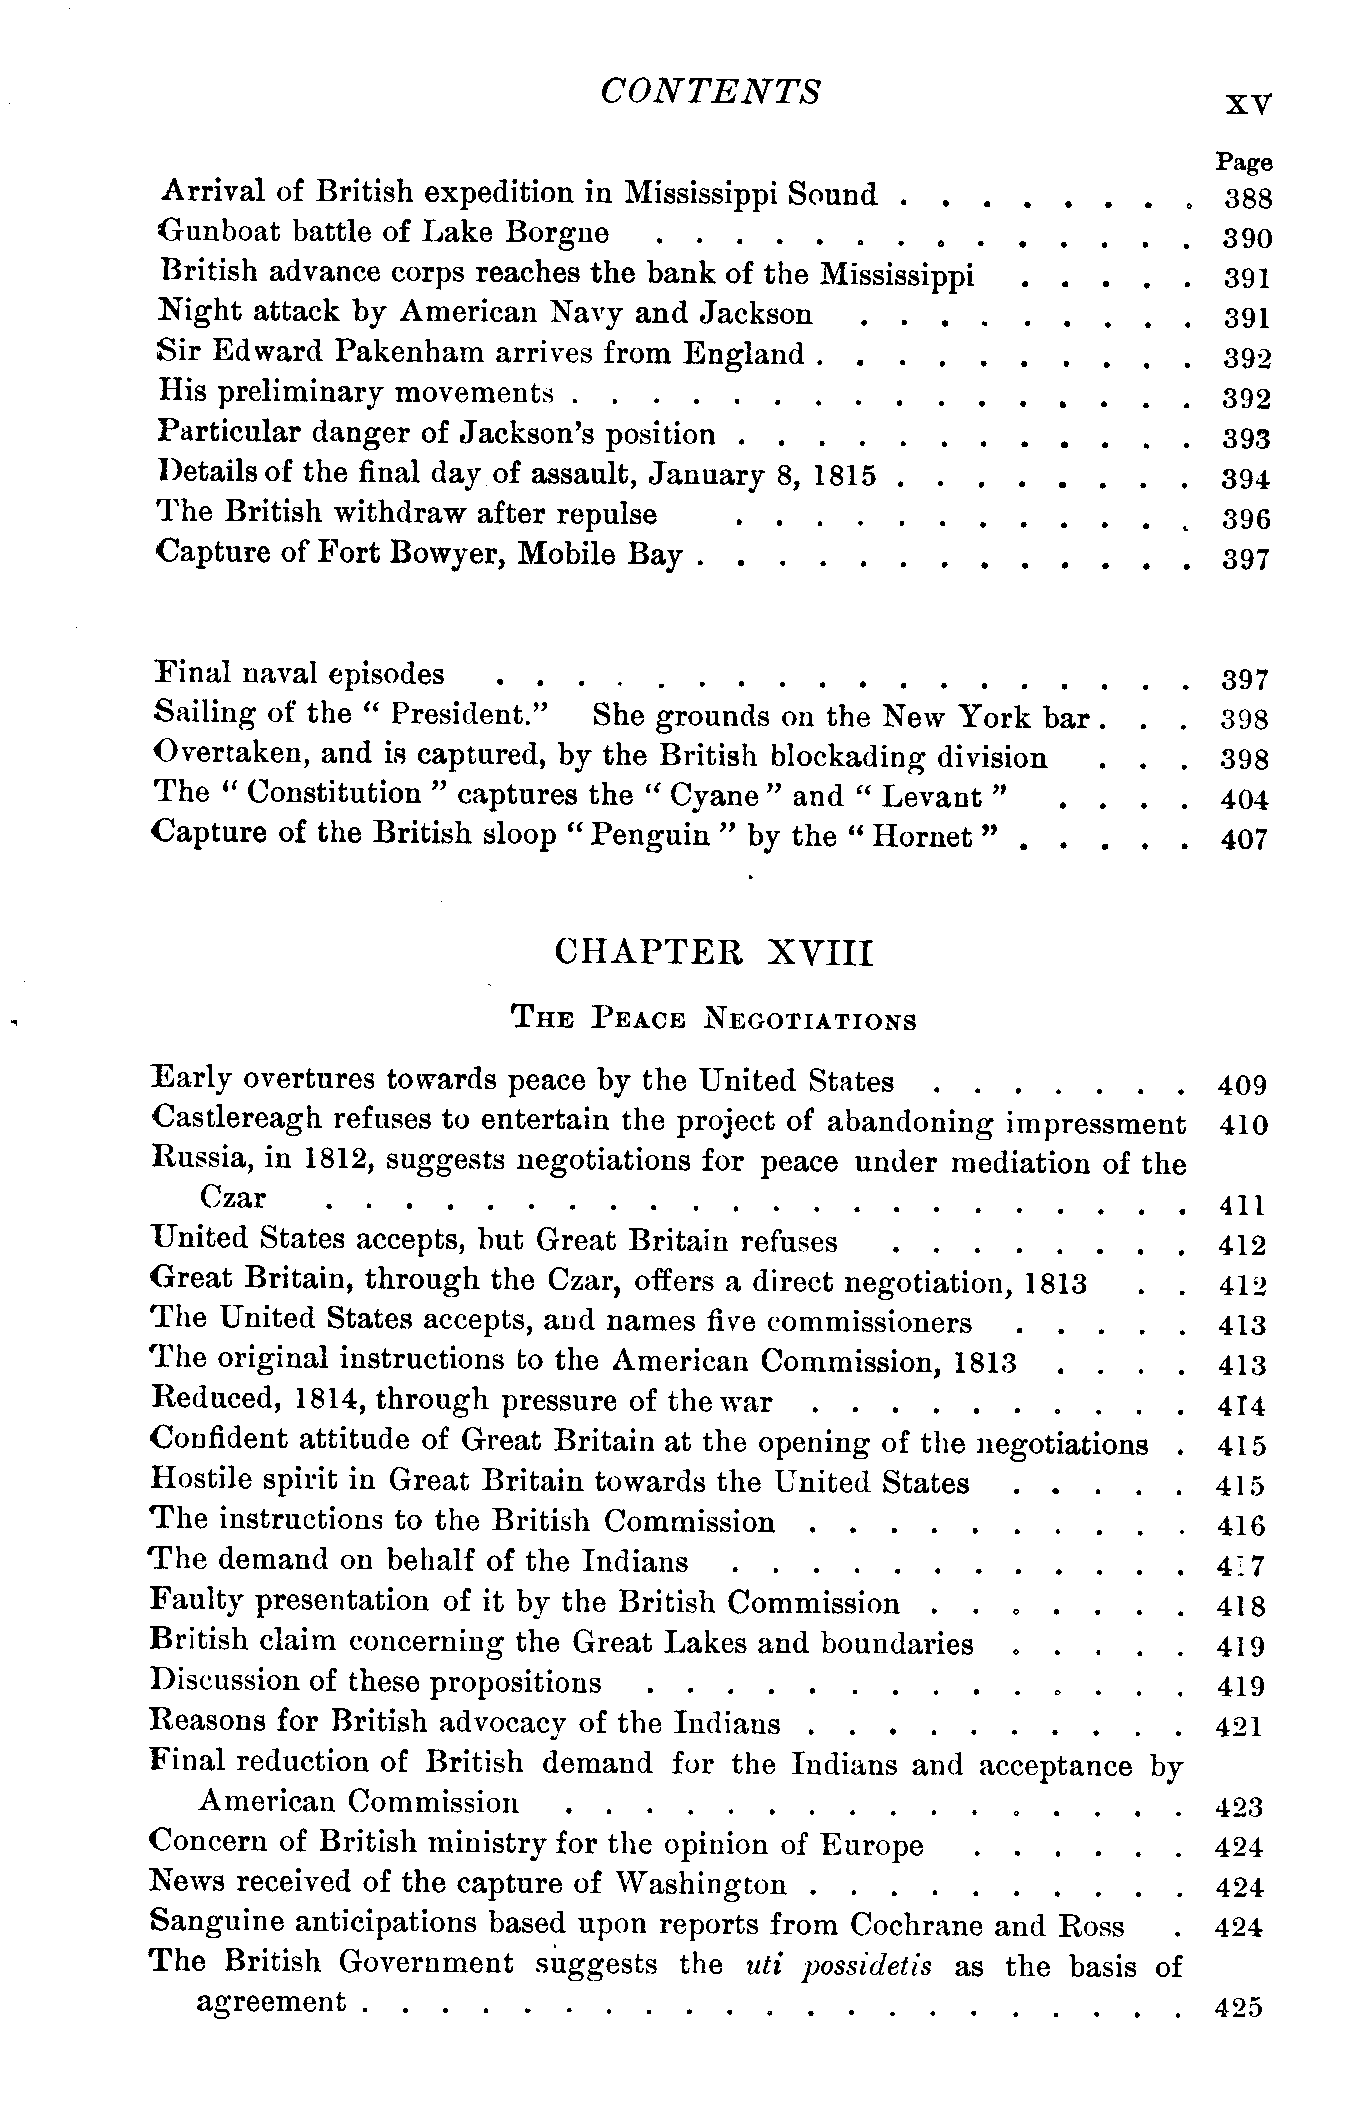 CONTENTS xv
Page
Arrival of British expedition in Mississippi Sound . . . . . . . . 388
Gunboat battle of Lake Borgne . . . . . . . . . . . . . . 390
British advance corps reaches the bank of the Mississippi . . . . . 391
Night attack by American Navy and Jackson . . . . . . . . . 391
Sir Edward Pakenham arrives from England . . . . . . . . . . 392
His preliminary movements . . . . . . . . . . . . . . . . 392
Particular danger of Jackson's position . . . . . . . . . . . . 393
Details of the final day of assault, January 8, 1815 . . . . . . . . 394
The British withdraw after repulse . . . . . . . . . . . . 396
Capture of Fort Bowyer, Mobile Bay . . . . . . . . . . . . . 397
Final naval episodes . . . . . . . . . . . . . . . . . . 397
Sailing of the “ President.” She grounds on the New York bar . . . 398
Overtaken, and is captured, by the British blockading division . . . 398
The “ Constitution ” captures the “ Cyane ” and “ Levant ” . . . . 404
Capture of the British sloop “ Penguin ” by the “ Hornet ” . . . . . 407
CHAPTER XVIII
The Peace Negotiations
Early overtures towards peace by the United States . . . . . . . 409
Castlereagh refuses to entertain the project of abandoning impressment 410
Russia, in 1812, suggests negotiations for peace under mediation of the
Czar . . . . . . . . . . . . . . . . . . . . . . 411
United States accepts, but Great Britain refuses . . . . . . . . 412
Great Britain, through the Czar, offers a direct negotiation, 1813 . . 412
The United States accepts, and names five commissioners . . . . . 413
The original instructions to the American Commission, 1813 . . . . 413
Reduced, 1814, through pressure of the war . . . . . . . . . . 414
Confident attitude of Great Britain at the opening of the negotiations . 415
Hostile spirit in Great Britain towards the United States . . . . . 415
The instructions to the British Commission . . . . . . . . . . 416
The demand on behalf of the Indians . . . . . . . . . . . . 417
Faulty presentation of it by the British Commission . . . . . . . 418
British claim concerning the Great Lakes and boundaries . . . . . 419
Discussion of these propositions . . . . . . . . . . . . . . 419
Reasons for British advocacy of the Indians . . . . . . . . . . 421
Final reduction of British demand for the Indians and acceptance by
American Commission . . . . . . . . . . . . . . . . 423
Concern of British ministry for the opinion of Europe . . . . . . 424
News received of the capture of Washington . . . . . . . . . . 424
Sanguine anticipations based upon reports from Cochrane and Ross . 424
The British Government suggests the uti possidetis as the basis of
agreement . . . . . . . . . . . . . . . . . . . . . 425